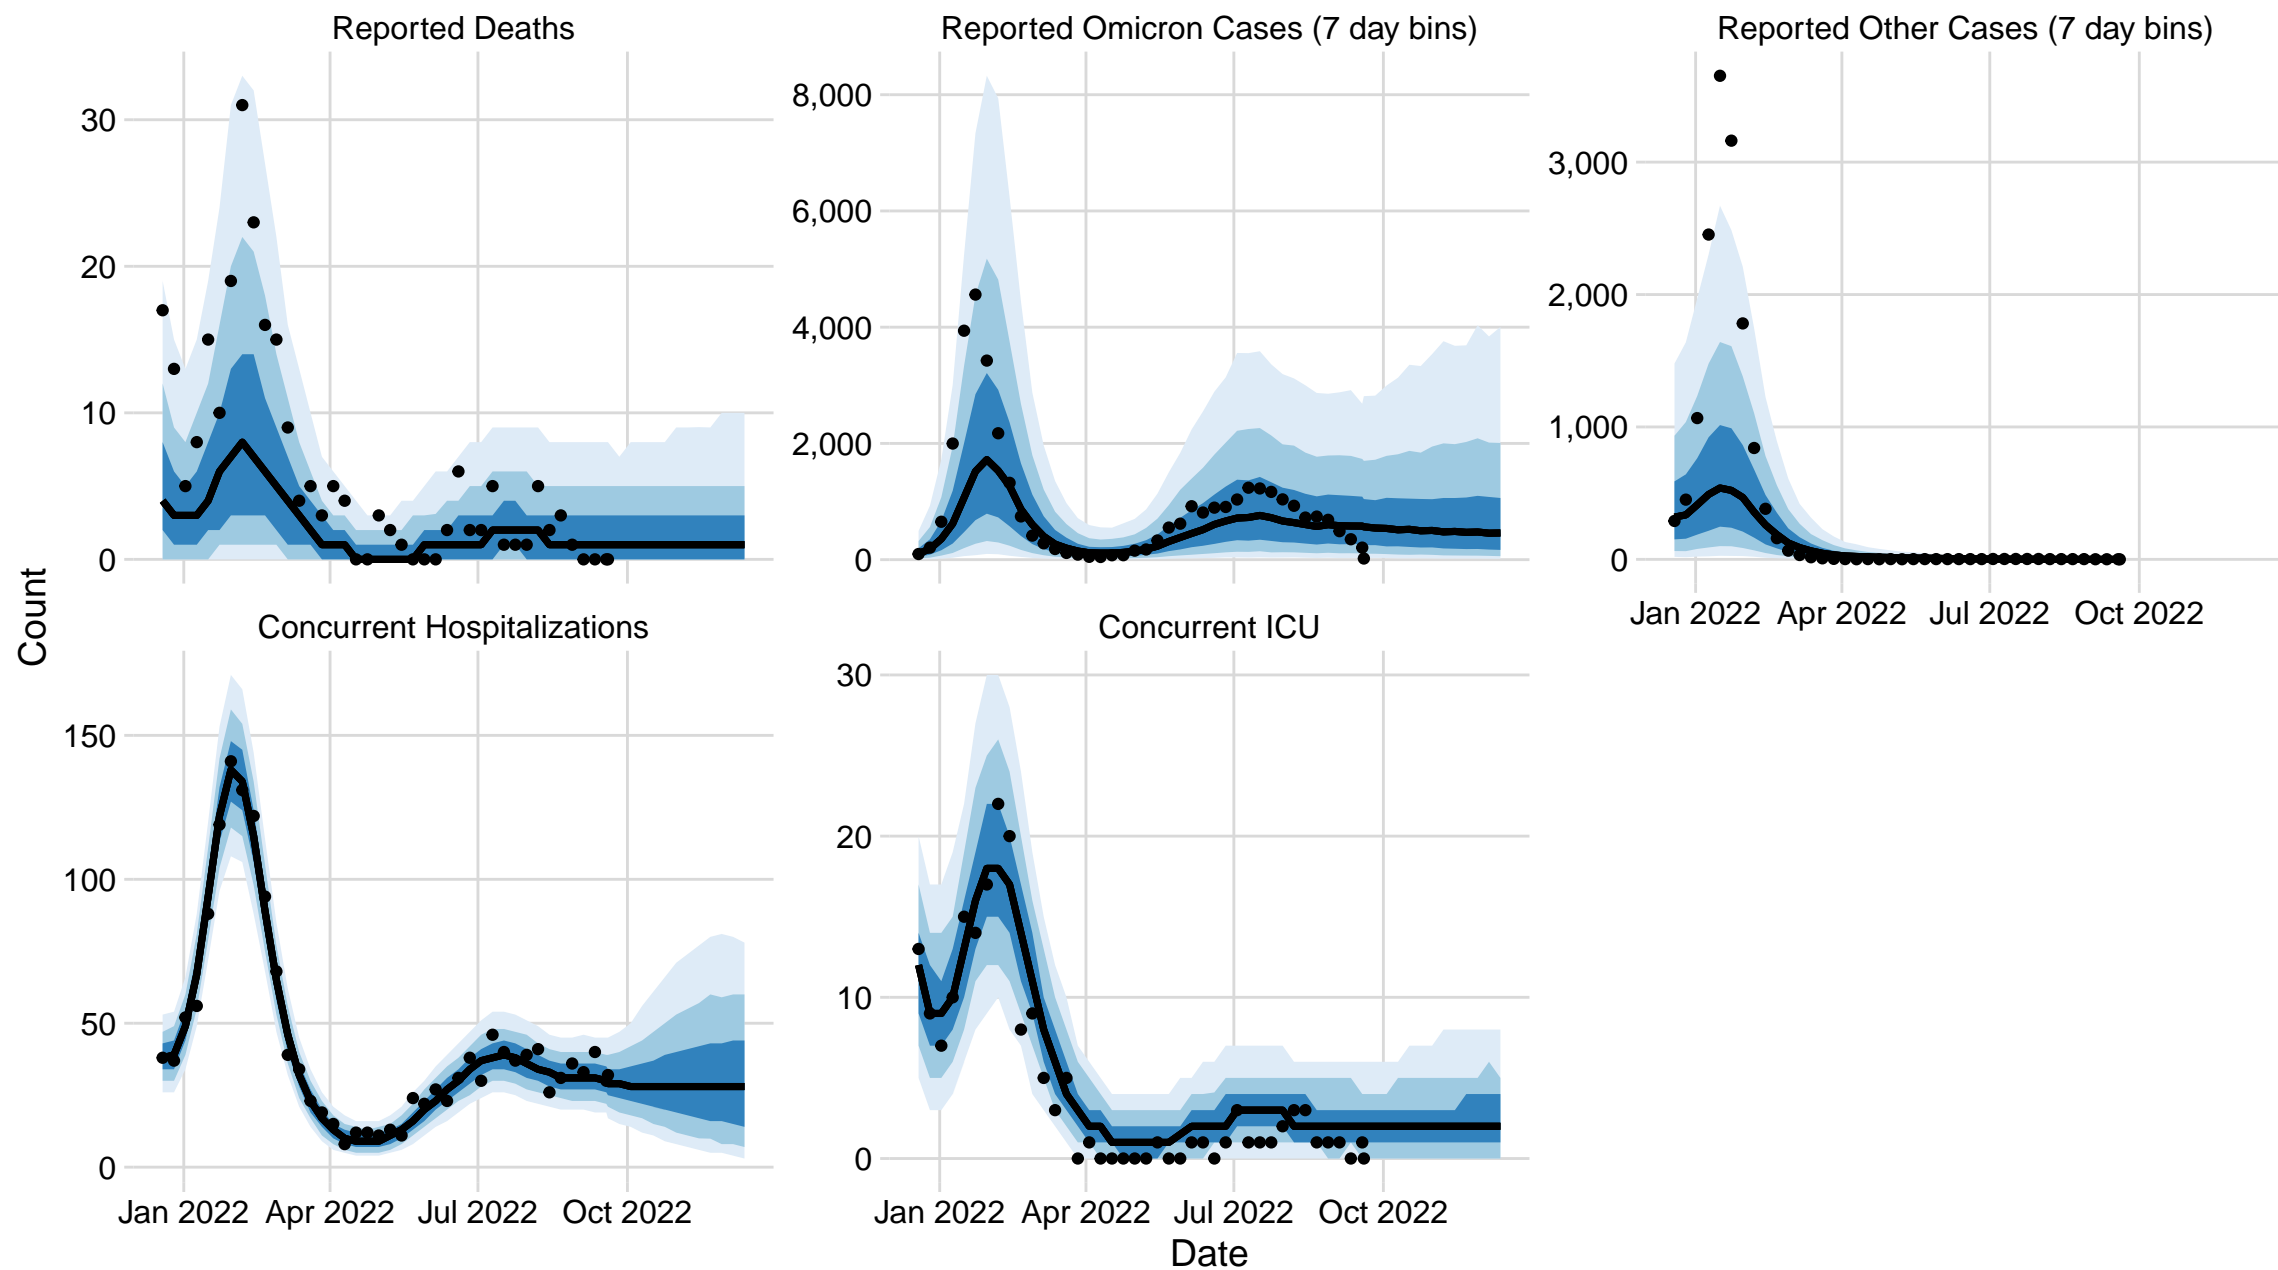 Reported Deaths
Reported Omicron Cases (7 day bins)
Reported Other Cases (7 day bins)
30
20
10
0
8,000
6,000
4,000
2,000
0
3,000
2,000
1,000
0
Jan 2022 Apr 2022 Jul 2022 Oct 2022
Count
Concurrent Hospitalizations
Concurrent ICU
150
100
50
0
30
20
10
0
Jan 2022 Apr 2022 Jul 2022 Oct 2022
Jan 2022 Apr 2022 Jul 2022 Oct 2022
Date